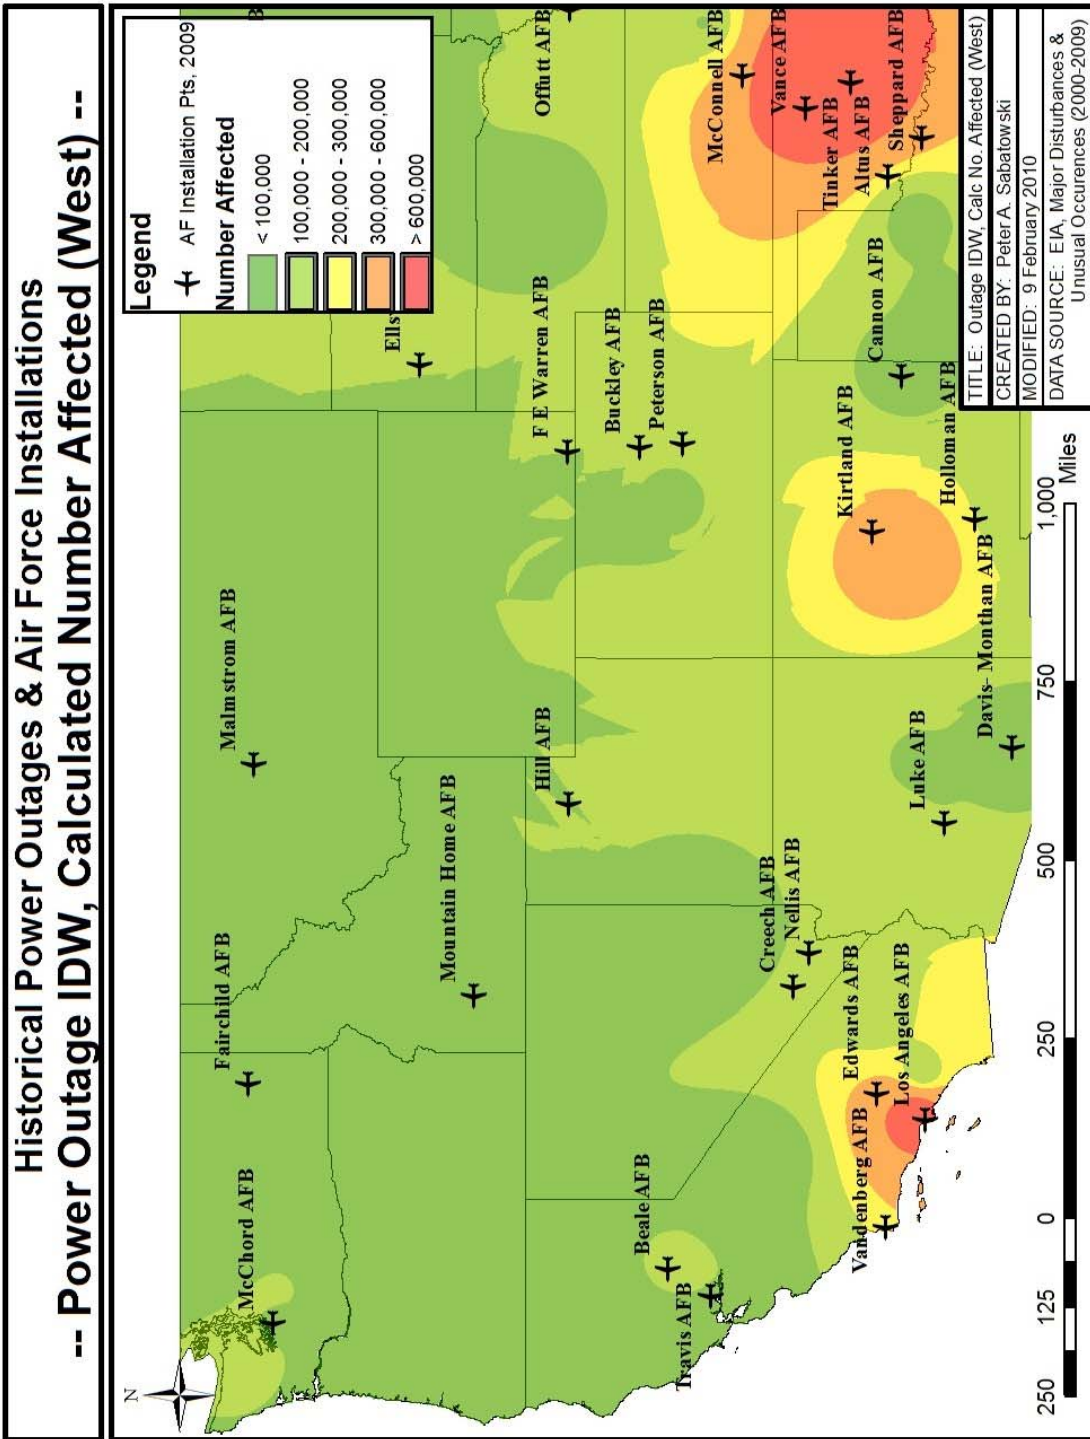 Historical Power Outages & Air Force Installations
-- Power Outage IDW, Calculated Number Affected (West) --
N
McChord AFB
Fairchild AFB
Malmstrom AFB
Mountain Home AFB
Ells
Hill AFB
F E Warren AFB
Offutt AFB
Buckley AFB
Peterson AFB
Beale AFB
Travis AFB
McConnell AFB
Vance AFB
Creech AFB
Nellis AFB
Tinker AFB
Altus AFB
Sheppard AFB
Edwards AFB
Vandenberg AFB
Los Angeles AFB
Kirtland AFB
Cannon AFB
Luke AFB
Holloman AFB
Davis- Monthan AFB
Legend
AF Installation Pts, 2009
Number Affected
< 100,000
100,000 - 200,000
200,000 - 300,000
300,000 - 600,000
> 600,000
250 125 0 250 500 750 1,000
Miles
TITLE: Outage IDW, Calc No. Affected (West)
CREATED BY: Peter A. Sabatowski
MODIFIED: 9 February 2010
DATA SOURCE: EIA, Major Disturbances &
Unusual Occurrences (2000-2009)